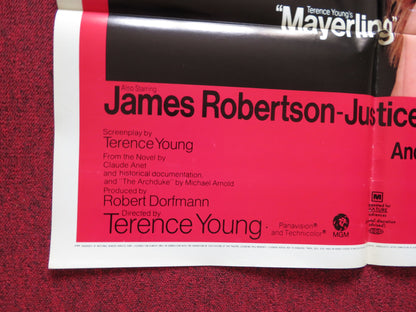 Terence Young's
"Mayerling"
Also Starring
James Robertson-Justice
And
Screenplay by
Terence Young
From the Novel by
Claude Anet
and historical documentation,
and "The Archduke" by Michael Arnold
Produced by
Robert Dorfmann
Directed by
Terence Young
Panavision®
and Technicolor®
MGM
M